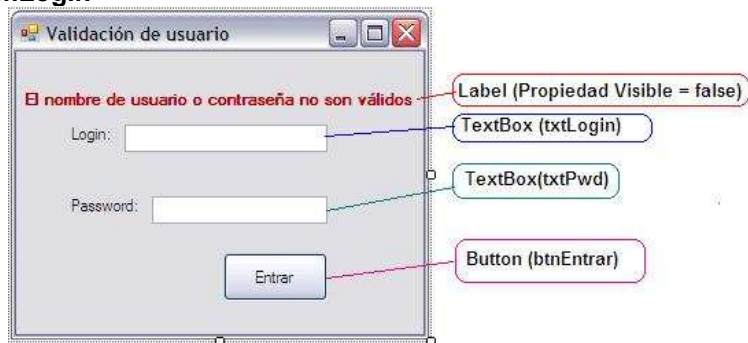 Validación de usuario
El nombre de usuario o contraseña no son válidos
Label (Propiedad Visible = false)
Login:
TextBox (txtLogin)
TextBox(txtPwd)
Password:
Button (btnEntrar)
Entrar